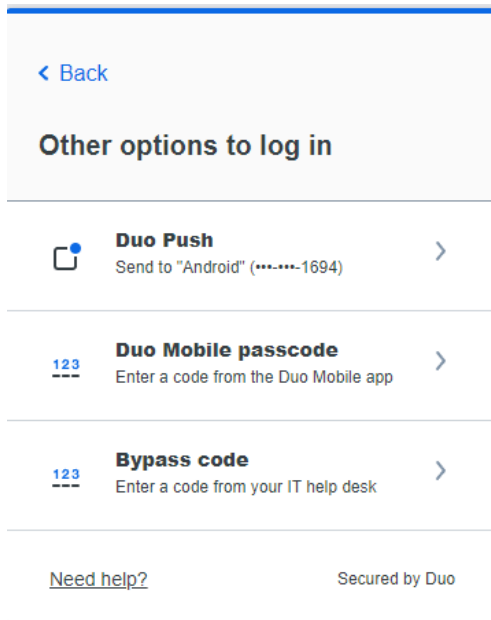 Back
Other options to log in
Duo Push
Send to "Android" (•••-•••-1694)
123
Duo Mobile passcode
Enter a code from the Duo Mobile app
123
Bypass code
Enter a code from your IT help desk
Need help?
Secured by Duo